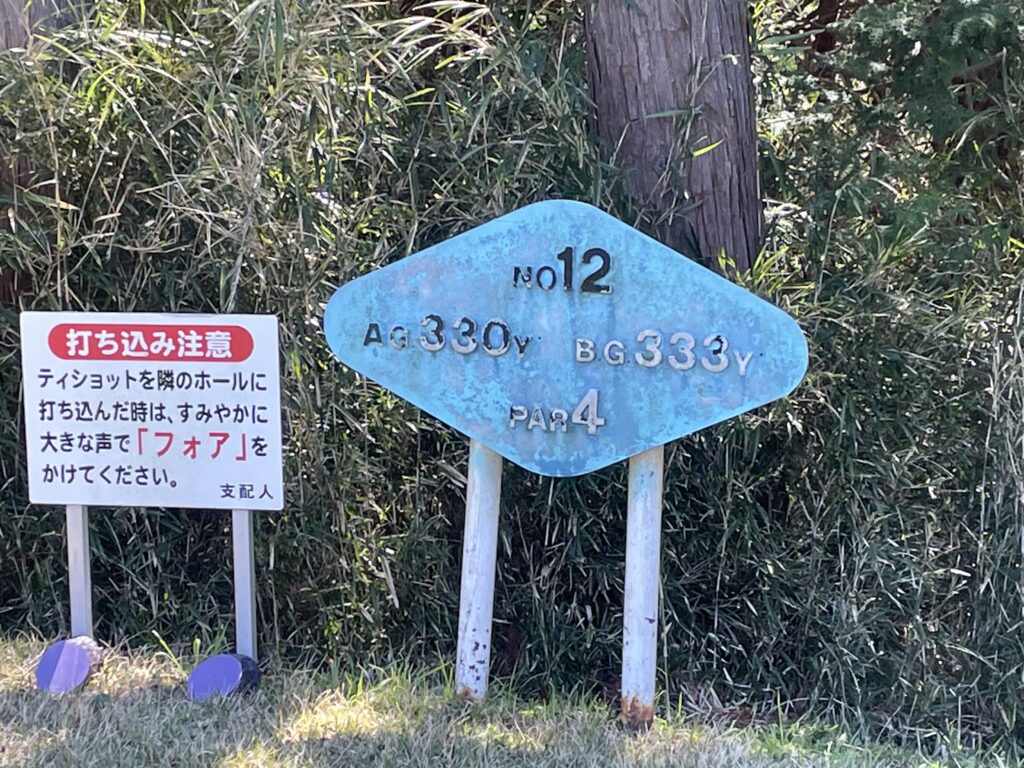 打ち込み注意
ティショットを隣のホールに
打ち込んだ時は、すみやかに
大きな声で「フォア」を
かけてください。
支配人
NO12
AG330Y BG333Y
PAR4